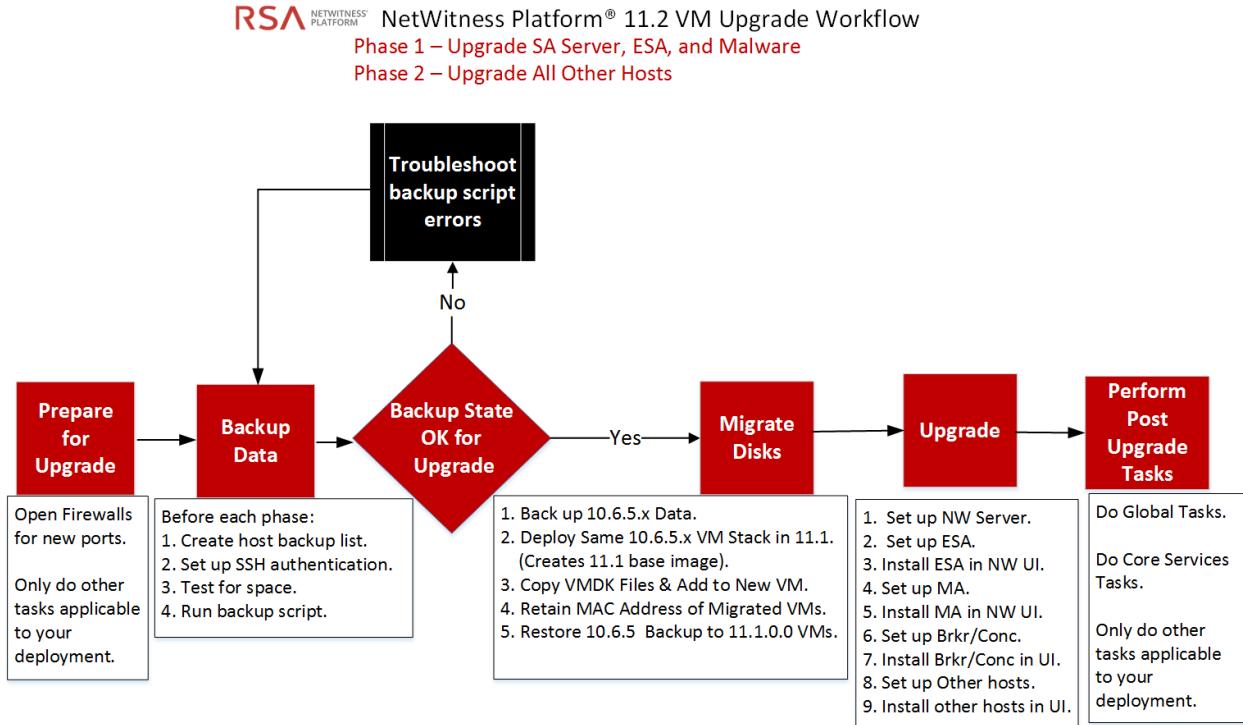 RSA NETWITNESS® PLATFORM NetWitness Platform® 11.2 VM Upgrade Workflow
Phase 1 – Upgrade SA Server, ESA, and Malware
Phase 2 – Upgrade All Other Hosts
Troubleshoot
backup script
errors
No
Prepare
for
Upgrade
Backup
Data
Backup State
OK for
Upgrade
Yes
Migrate
Disks
Upgrade
Perform
Post
Upgrade
Tasks
Open Firewalls
for new ports.
Only do other
tasks applicable
to your
deployment.
Before each phase:
1. Create host backup list.
2. Set up SSH authentication.
3. Test for space.
4. Run backup script.
1. Back up 10.6.5.x Data.
2. Deploy Same 10.6.5.x VM Stack in 11.1.
(Creates 11.1 base image).
3. Copy VMDK Files & Add to New VM.
4. Retain MAC Address of Migrated VMs.
5. Restore 10.6.5 Backup to 11.1.0.0 VMs.
1. Set up NW Server.
2. Set up ESA.
3. Install ESA in NW UI.
4. Set up MA.
5. Install MA in NW UI.
6. Set up Brkr/Conc.
7. Install Brkr/Conc in UI.
8. Set up Other hosts.
9. Install other hosts in UI.
Do Global Tasks.
Do Core Services
Tasks.
Only do other
tasks applicable
to your
deployment.